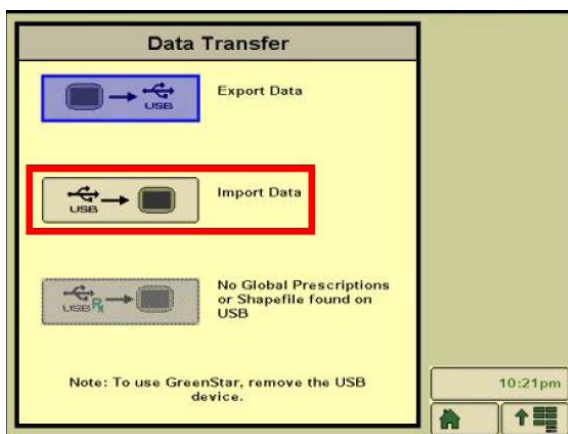 Data Transfer
USB
Export Data
USB
Import Data
USB Rx
No Global Prescriptions
or Shapefile found on
USB
Note: To use GreenStar, remove the USB
device.
10:21pm